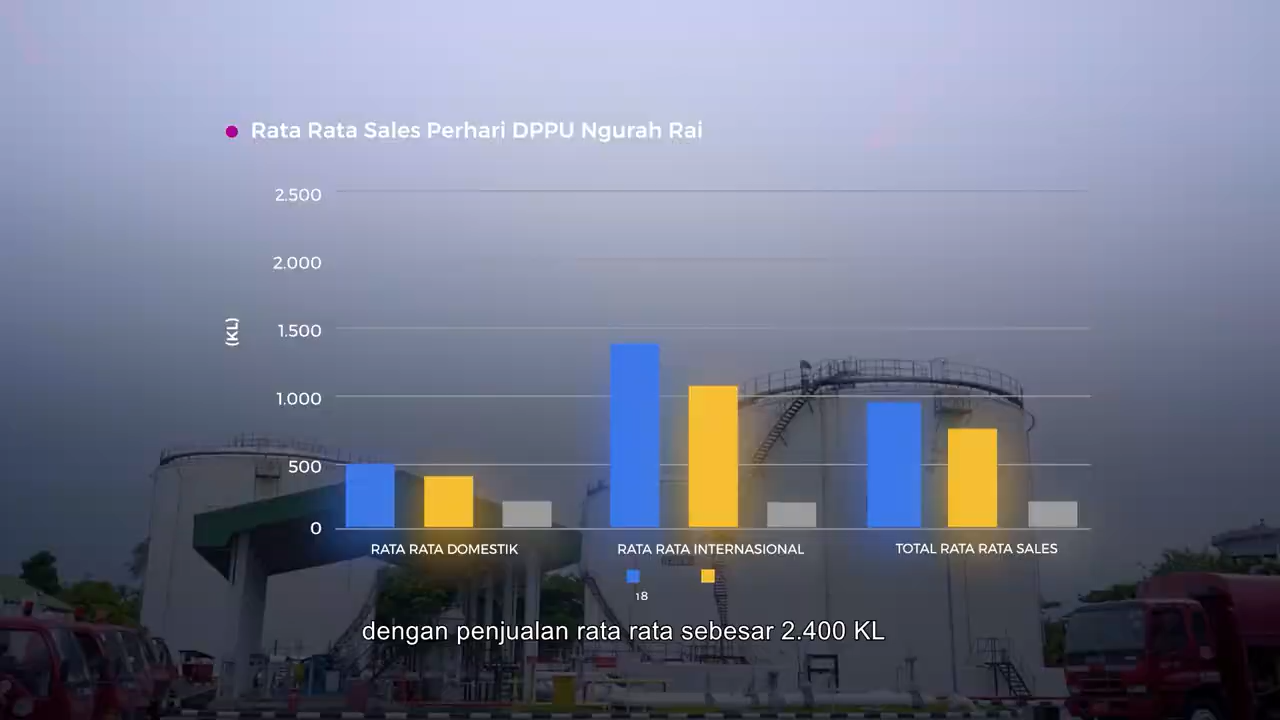 Rata Rata Sales Perhari DPPU Ngurah Rai
2.500
2.000
(KL)
1.500
1.000
500
0
RATA RATA DOMESTIK
RATA RATA INTERNASIONAL
TOTAL RATA RATA SALES
18
dengan penjualan rata rata sebesar 2.400 KL